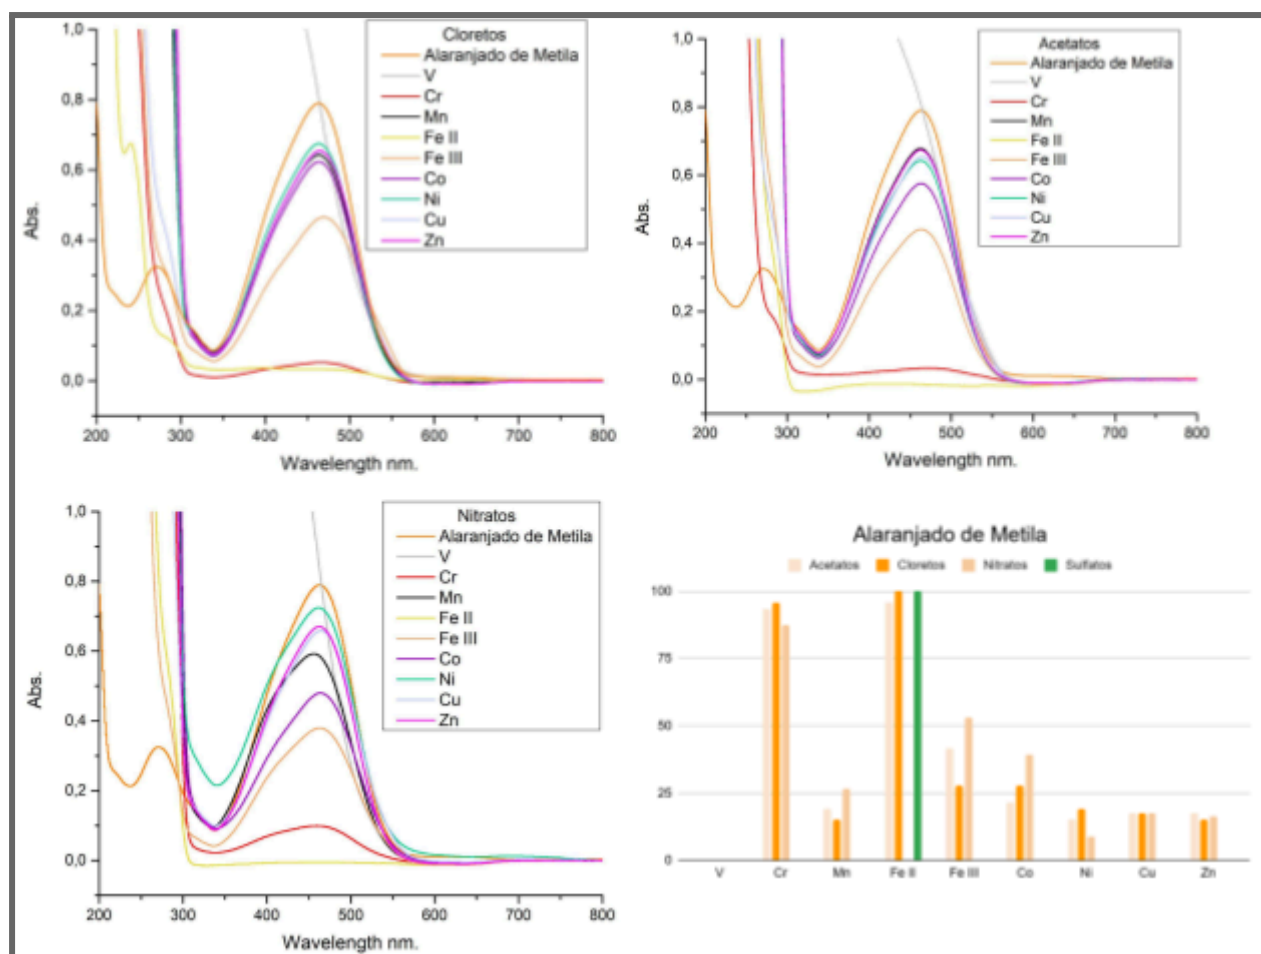 Cloretos
Alaranjado de Metila
V
Cr
Mn
Fe II
Fe III
Co
Ni
Cu
Zn
1,0
0,8
0,6
0,4
0,2
0,0
Abs.
200 300 400 500 600 700 800
Wavelength nm.
Acetatos
Alaranjado de Metila
V
Cr
Mn
Fe II
Fe III
Co
Ni
Cu
Zn
1,0
0,8
0,6
0,4
0,2
0,0
Abs.
200 300 400 500 600 700 800
Wavelength nm.
Nitratos
Alaranjado de Metila
V
Cr
Mn
Fe II
Fe III
Co
Ni
Cu
Zn
1,0
0,8
0,6
0,4
0,2
0,0
Abs.
200 300 400 500 600 700 800
Wavelength nm.
Alaranjado de Metila
Acetatos Cloretos Nitratos Sulfatos
100
75
50
25
0
V Cr Mn Fe II Fe III Co Ni Cu Zn